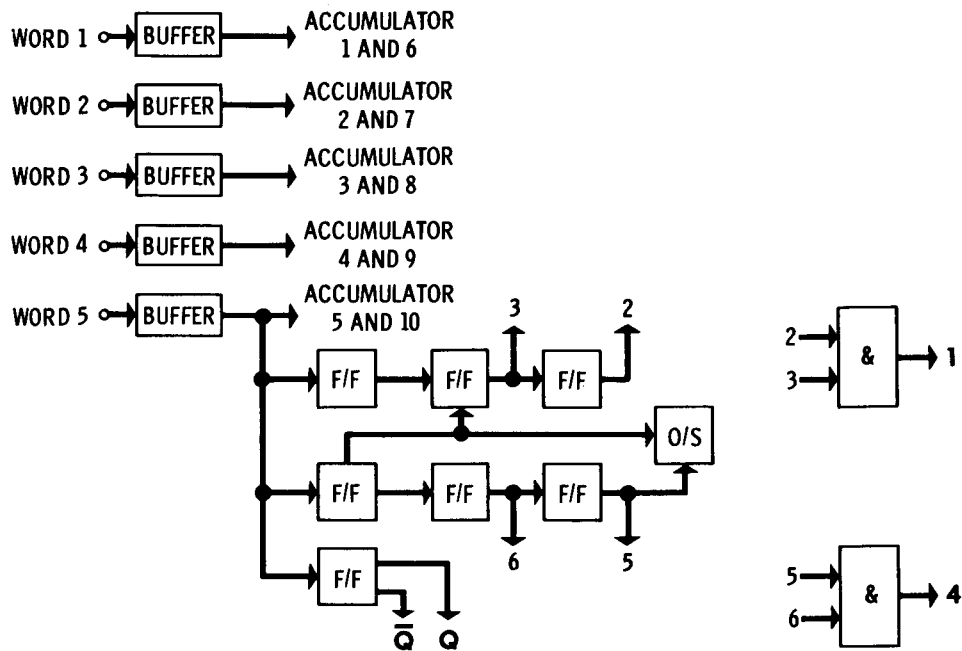 WORD 1
BUFFER
ACCUMULATOR
1 AND 6
WORD 2
BUFFER
ACCUMULATOR
2 AND 7
WORD 3
BUFFER
ACCUMULATOR
3 AND 8
WORD 4
BUFFER
ACCUMULATOR
4 AND 9
WORD 5
BUFFER
ACCUMULATOR
5 AND 10
3
2
F/F
F/F
F/F
2
3
&
1
O/S
F/F
F/F
F/F
6
5
F/F
Q̅
Q
5
6
&
4